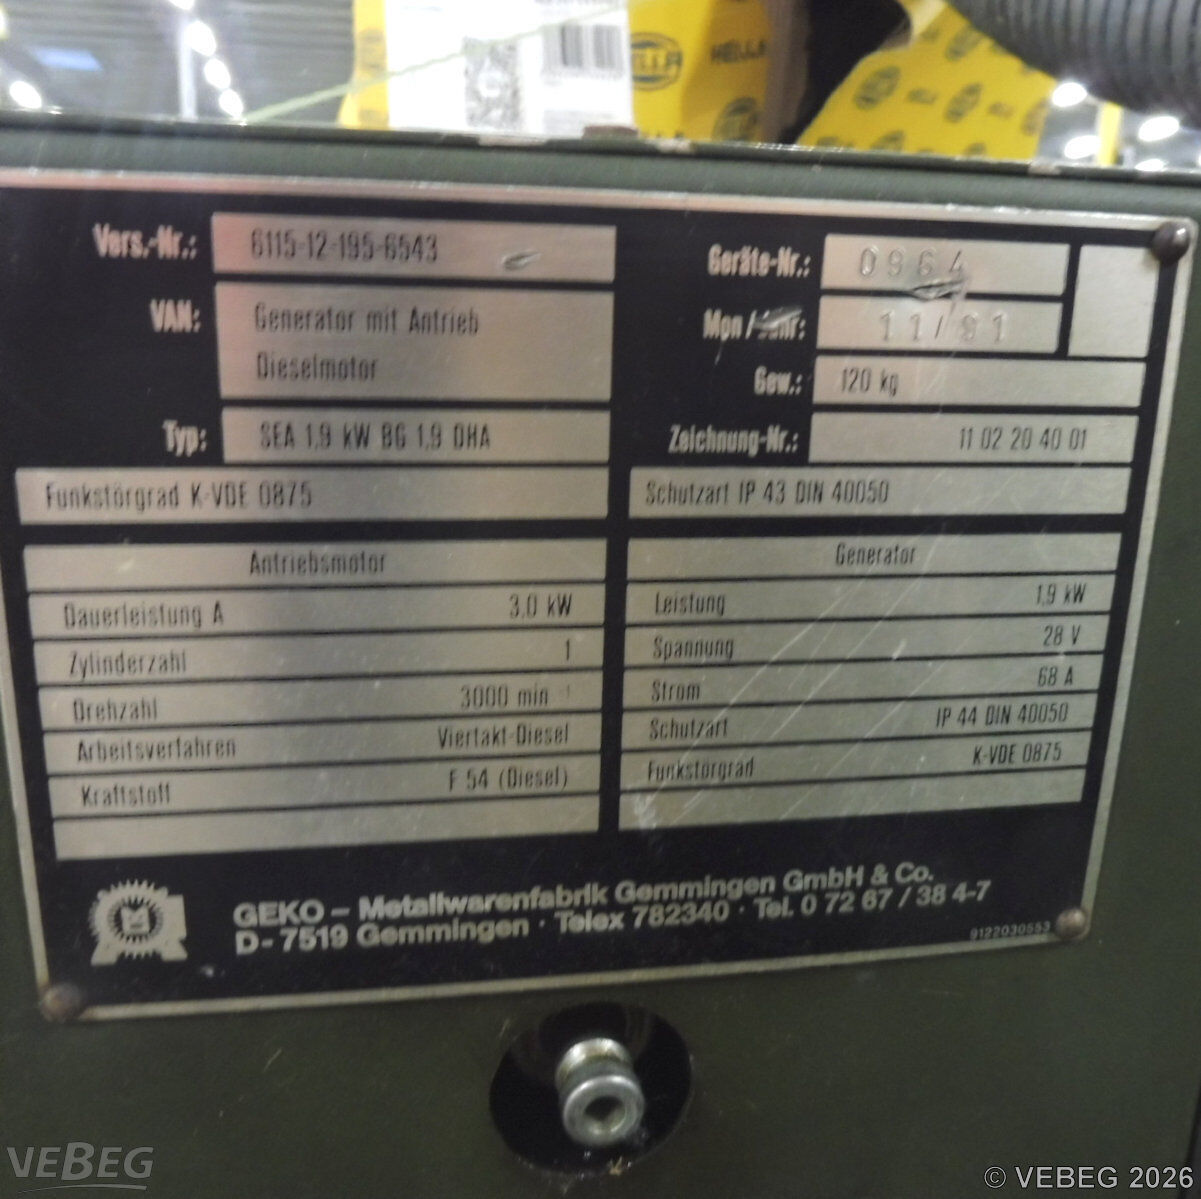 HELLA
HELLA
Vers.-Nr.: 6115-12-195-6543
VAN: Generator mit Antrieb
Dieselmotor
Typ: SEA 1,9 kW BG 1,9 DHA
Geräte-Nr.: 0964
Mon/Jahr: 11/91
Gew.: 120 kg
Zeichnung-Nr.: 11 02 20 40 01
Funkstörgrad K-VDE 0875
Schutzart IP 43 DIN 40050
Antriebsmotor
Dauerleistung A 3,0 kW
Zylinderzahl 1
Drehzahl 3000 min
Arbeitsverfahren Viertakt-Diesel
Kraftstoff F 54 (Diesel)
Generator
Leistung 1,9 kW
Spannung 28 V
Strom 68 A
Schutzart IP 44 DIN 40050
Funkstörgrad K-VDE 0875
GEKO – Metallwarenfabrik Gemmingen GmbH & Co.
D-7519 Gemmingen · Telex 782340 · Tel. 0 72 67 / 38 4-7
9122030553
VEBEG
© VEBEG 2026